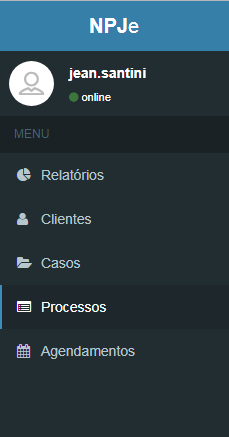 NPJe
jean.santini
online
MENU
Relatórios
Clientes
Casos
Processos
Agendamentos